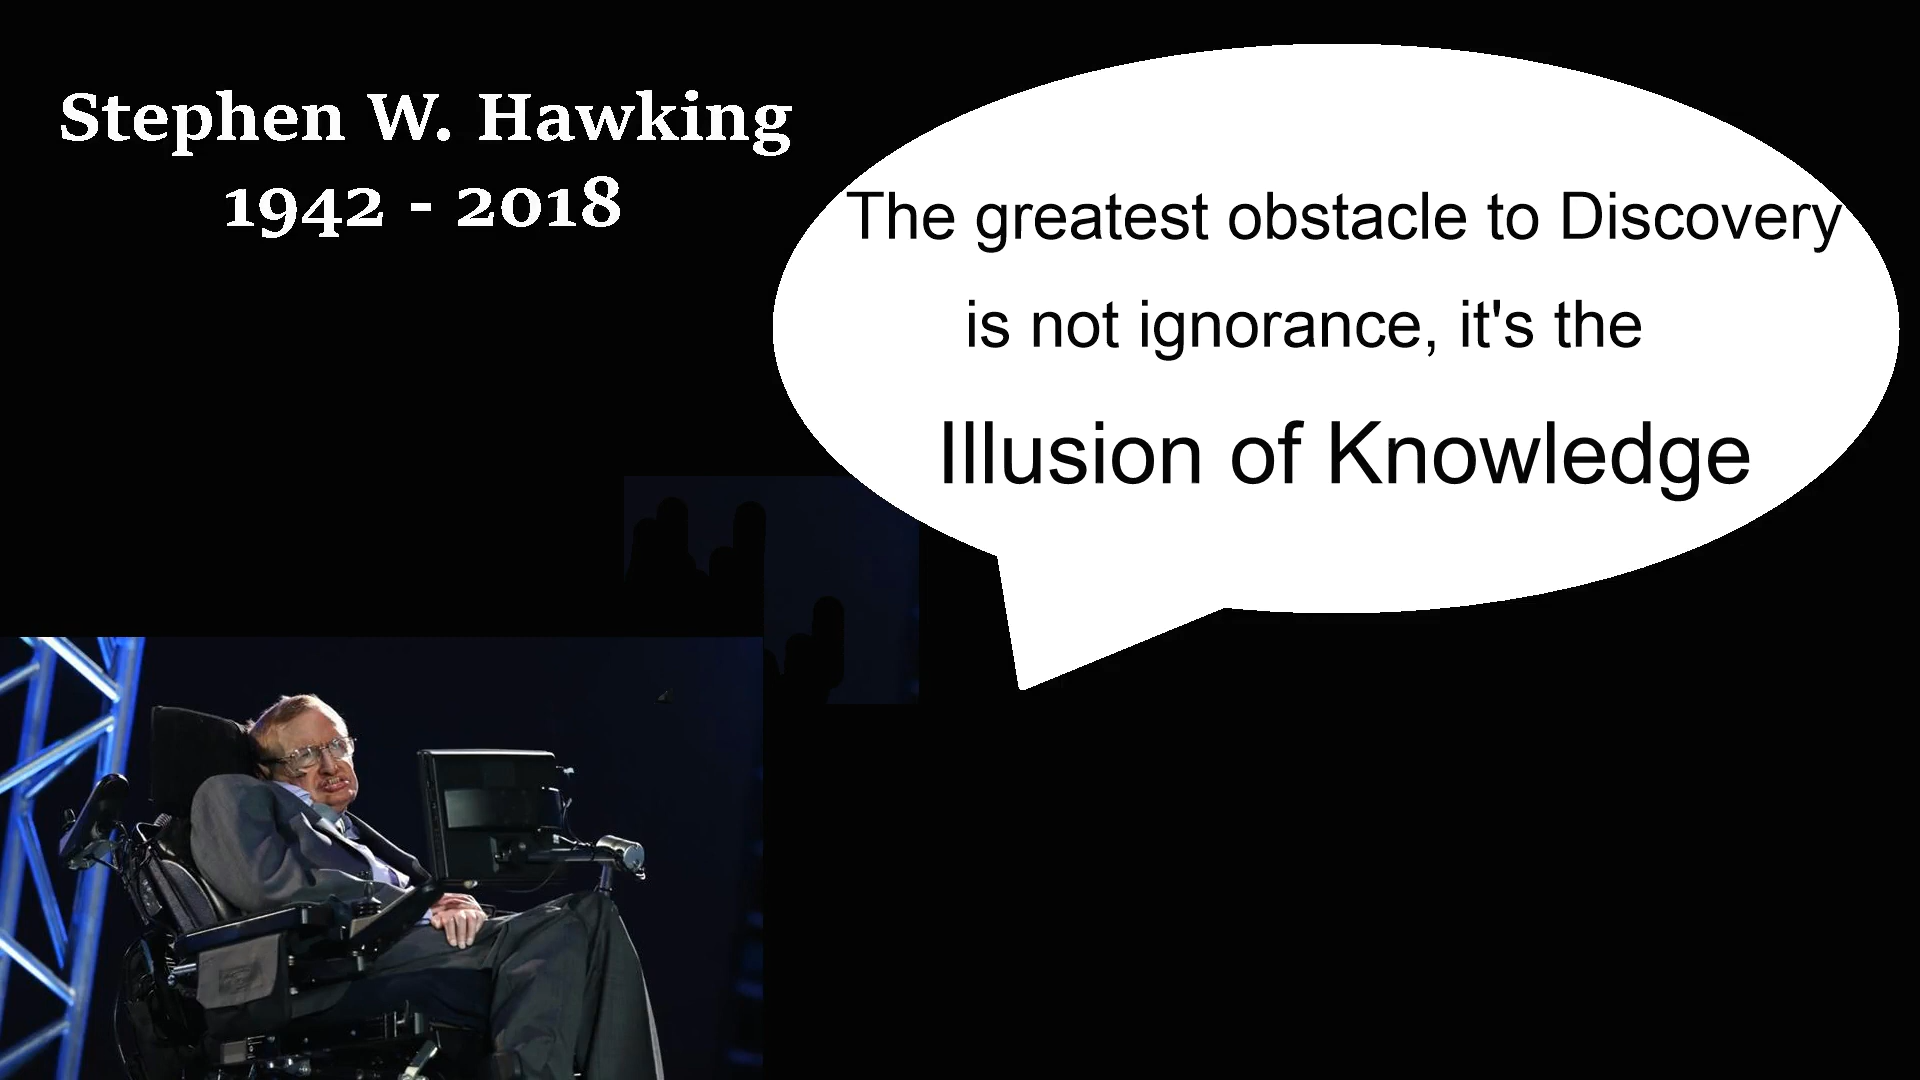 Stephen W. Hawking
1942 - 2018
The greatest obstacle to Discovery
is not ignorance, it's the
Illusion of Knowledge